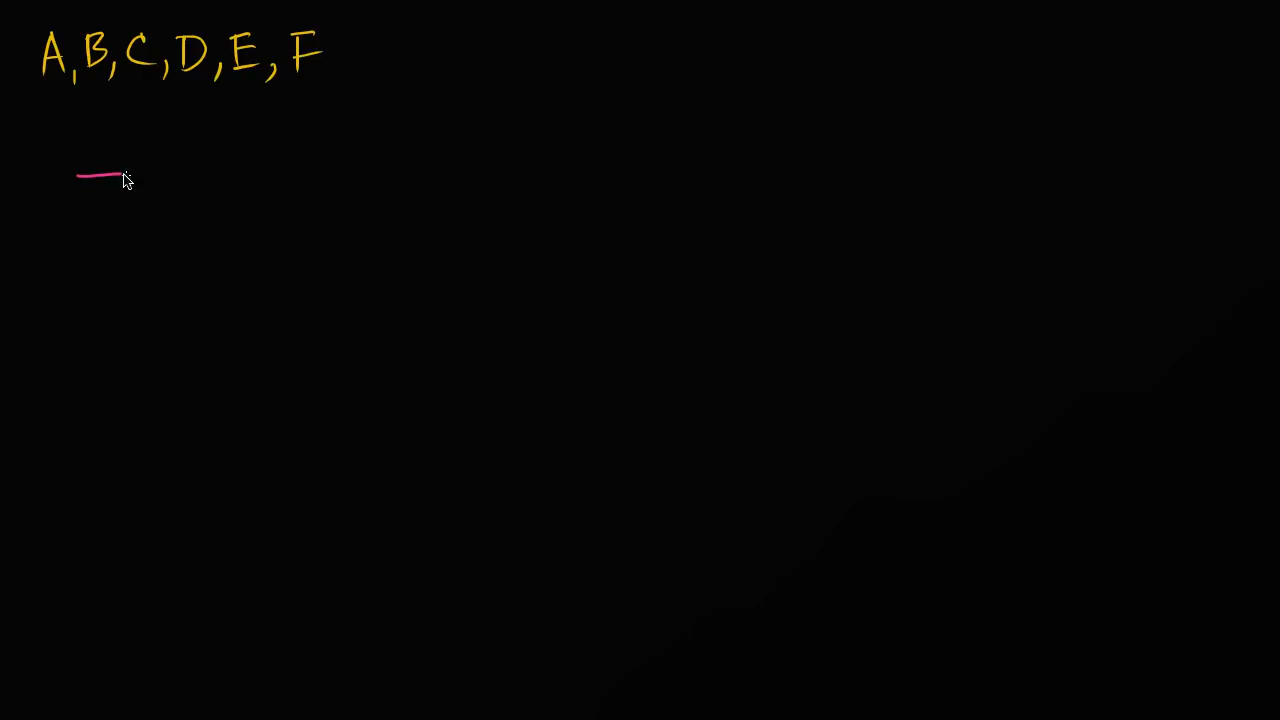 A, B, C, D, E, F